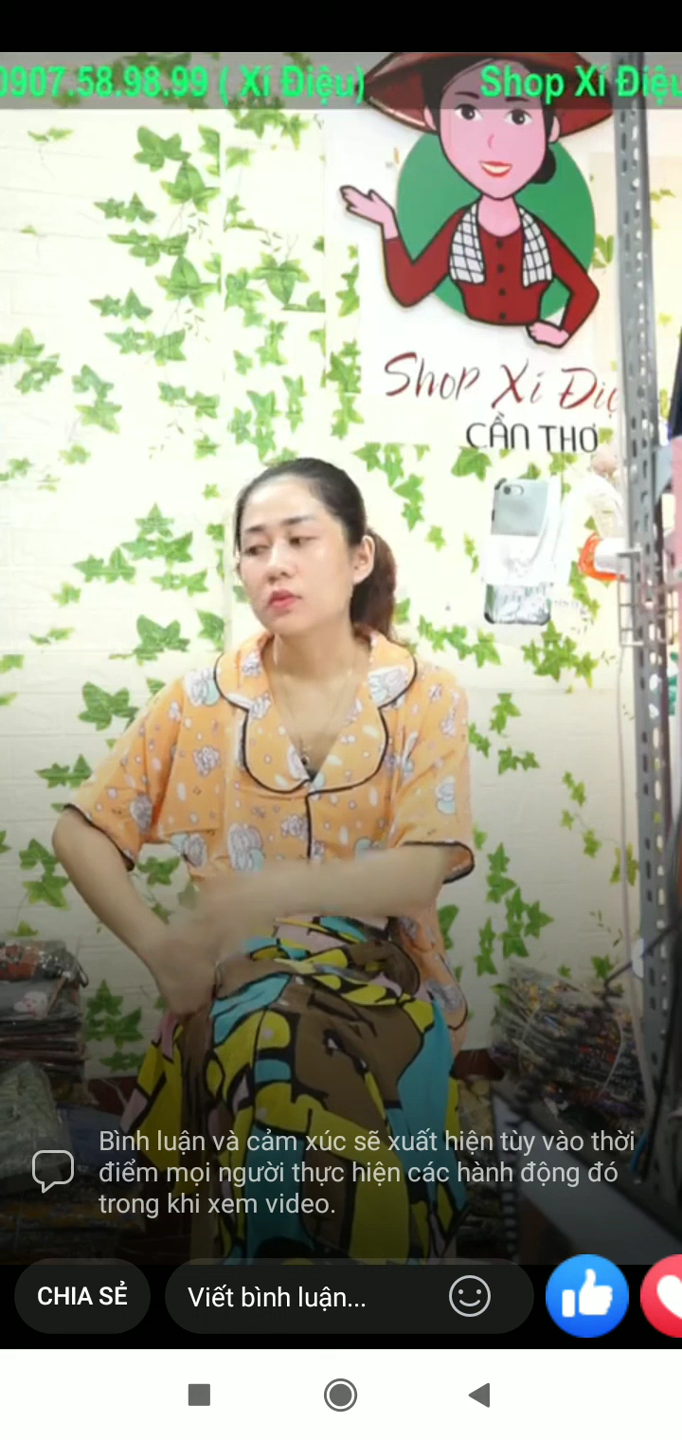 0907.58.98.99 ( Xí Điệu) Shop Xí Điệu
Shop Xí Điệ
CẦN THƠ
Bình luận và cảm xúc sẽ xuất hiện tùy vào thời
điểm mọi người thực hiện các hành động đó
trong khi xem video.
CHIA SẺ
Viết bình luận...